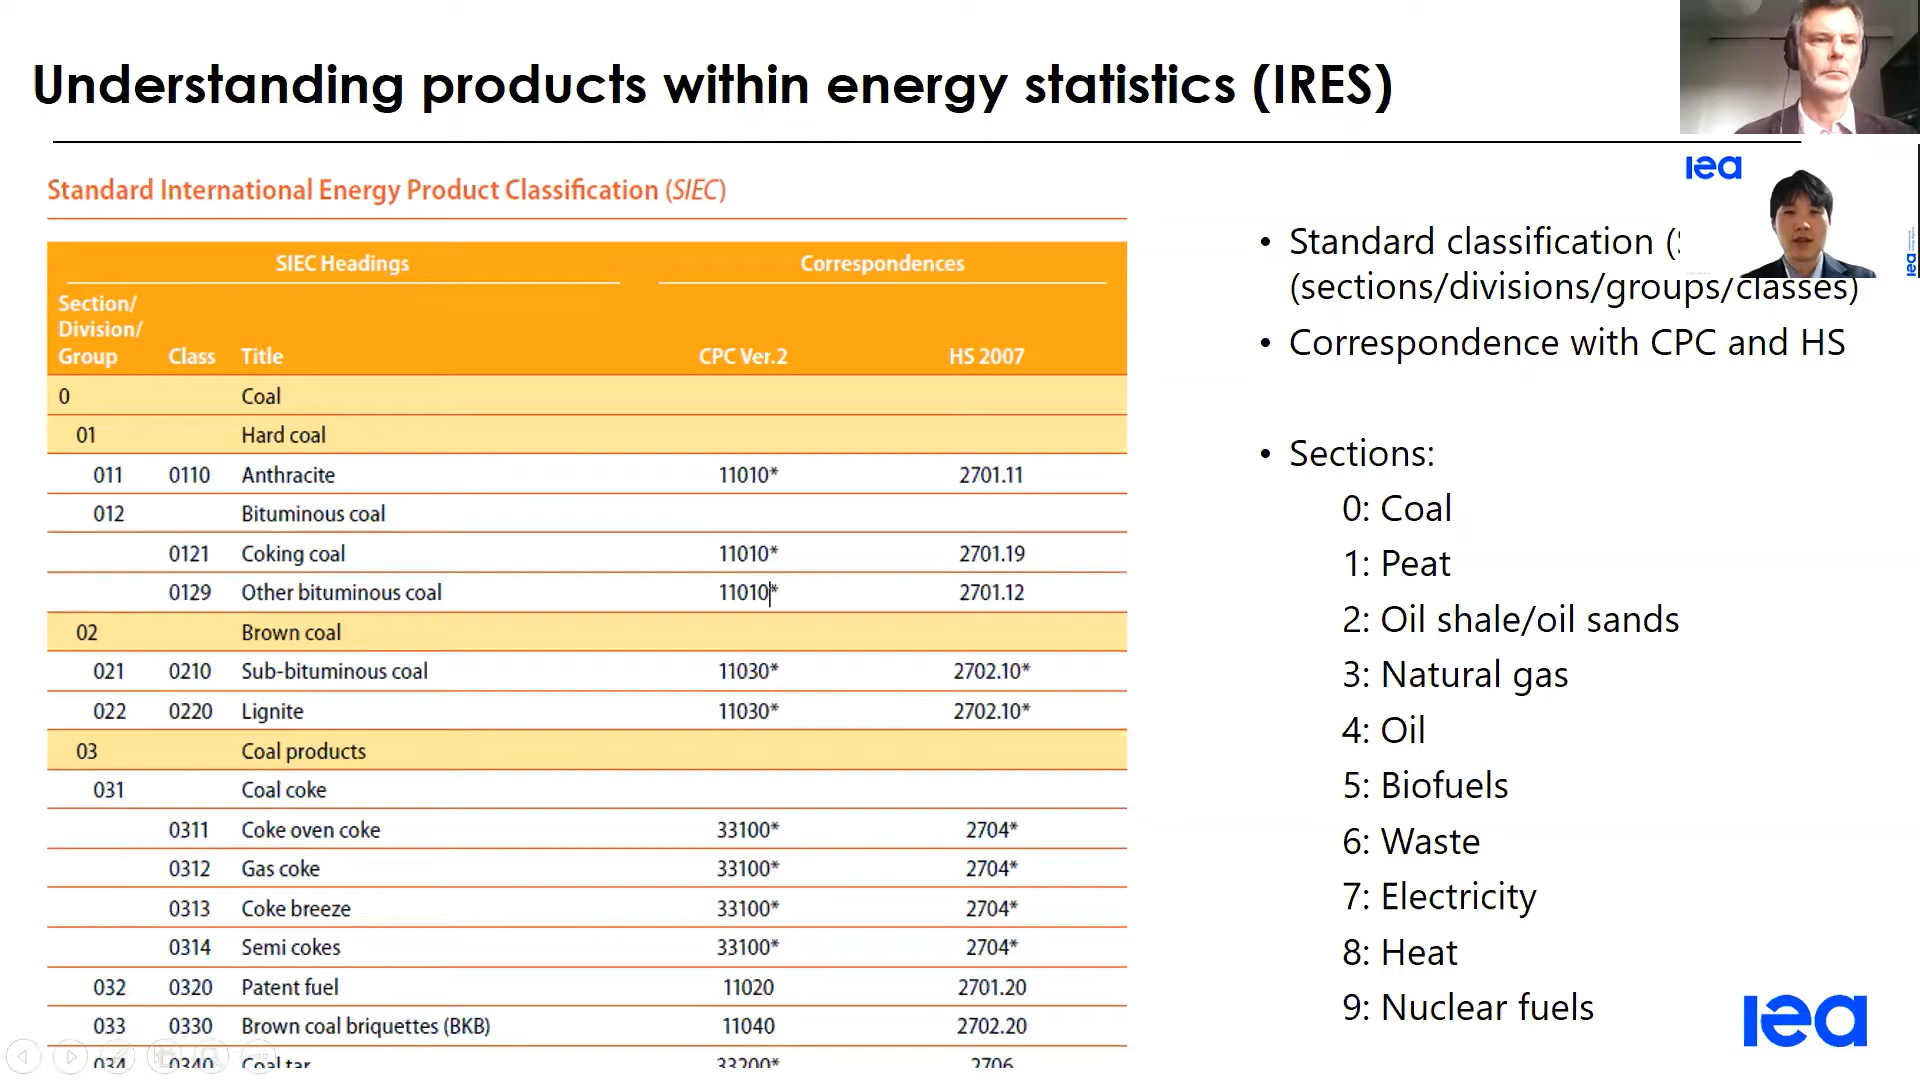 Understanding products within energy statistics (IRES)
iea
Standard International Energy Product Classification (SIEC)
SIEC Headings Correspondences
Section/
Division/
Group Class Title CPC Ver.2 HS 2007
0 Coal
01 Hard coal
011 0110 Anthracite 11010* 2701.11
012 Bituminous coal
0121 Coking coal 11010* 2701.19
0129 Other bituminous coal 11010* 2701.12
02 Brown coal
021 0210 Sub-bituminous coal 11030* 2702.10*
022 0220 Lignite 11030* 2702.10*
03 Coal products
031 Coal coke
0311 Coke oven coke 33100* 2704*
0312 Gas coke 33100* 2704*
0313 Coke breeze 33100* 2704*
0314 Semi cokes 33100* 2704*
032 0320 Patent fuel 11020 2701.20
033 0330 Brown coal briquettes (BKB) 11040 2702.20
034 0340 Coal tar 33200* 2706
• Standard classification (
(sections/divisions/groups/classes)
• Correspondence with CPC and HS
• Sections:
0: Coal
1: Peat
2: Oil shale/oil sands
3: Natural gas
4: Oil
5: Biofuels
6: Waste
7: Electricity
8: Heat
9: Nuclear fuels
iea
iea